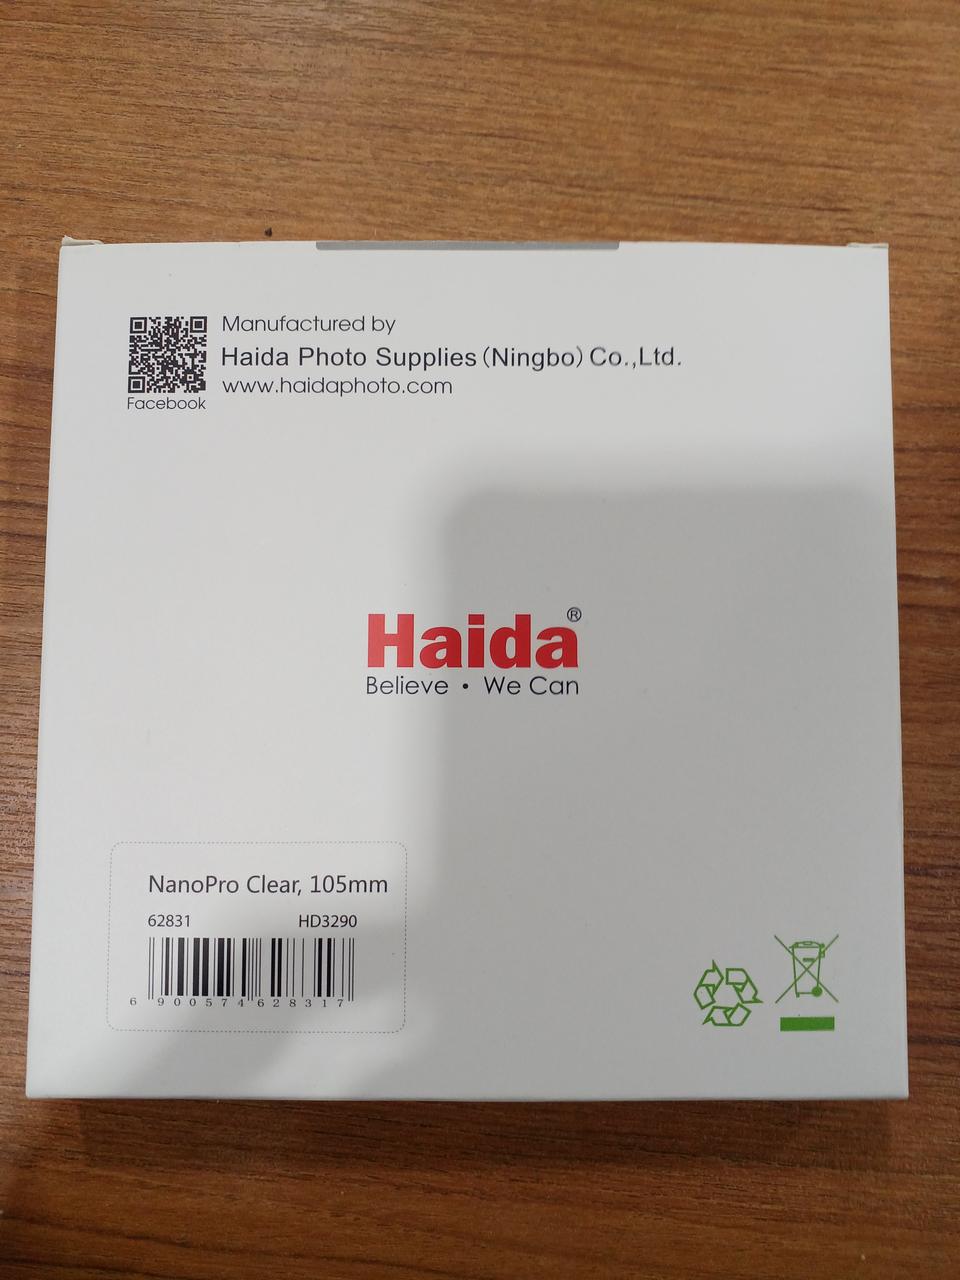 Manufactured by
Haida Photo Supplies (Ningbo) Co.,Ltd.
www.haidaphoto.com
Facebook
Haida®
Believe • We Can
NanoPro Clear, 105mm
62831 HD3290
6 900574 628317